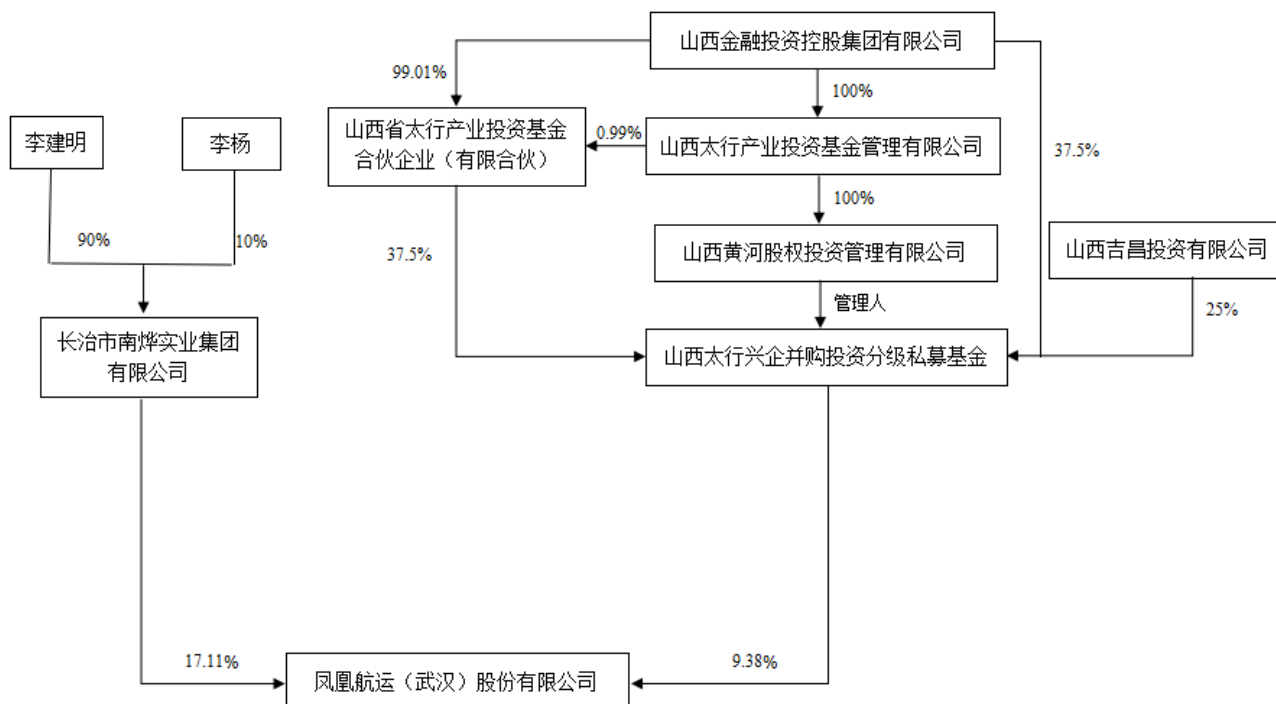 山西金融投资控股集团有限公司
99.01%
100%
李建明
李杨
山西省太行产业投资基金
合伙企业（有限合伙）
0.99%
山西太行产业投资基金管理有限公司
37.5%
100%
90%
10%
37.5%
山西黄河股权投资管理有限公司
山西吉昌投资有限公司
管理人
25%
长治市南烨实业集团
有限公司
山西太行兴企并购投资分级私募基金
17.11%
9.38%
凤凰航运（武汉）股份有限公司